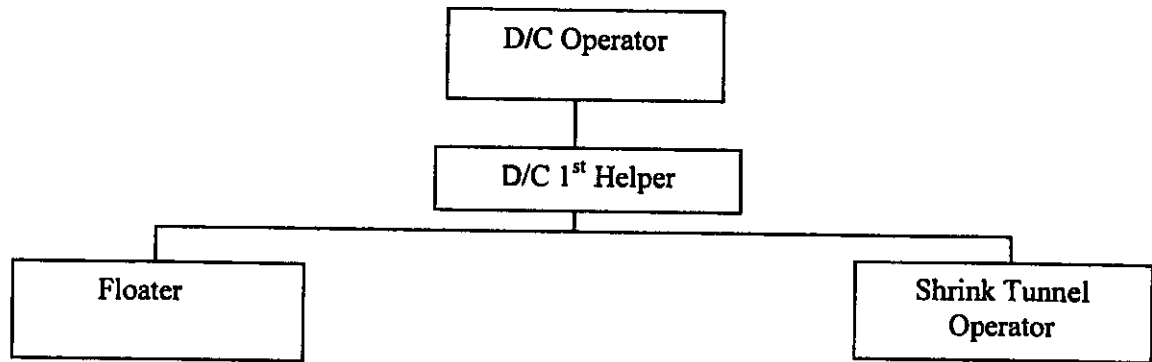 D/C Operator
D/C 1st Helper
Floater
Shrink Tunnel
Operator